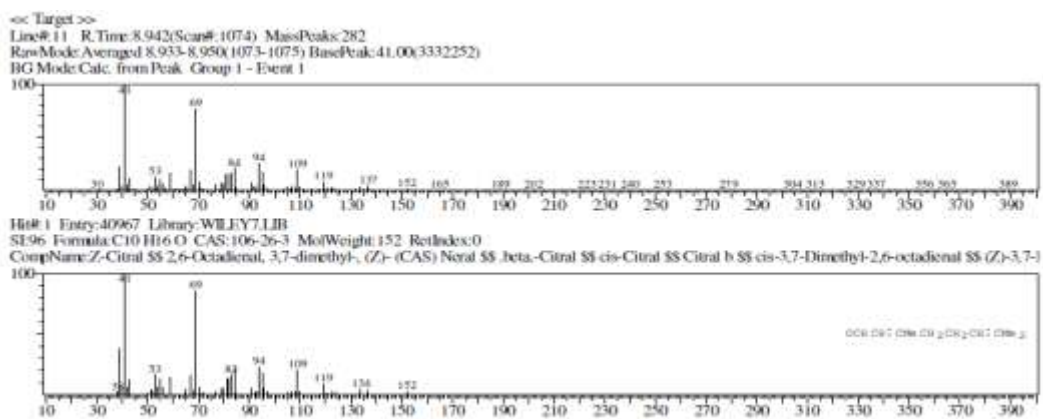 << Target >>
Line#:11 R.Time:8.942(Scan#:1074) MassPeaks:282
RawMode:Averaged 8.933-8.950(1073-1075) BasePeak:41.00(3332252)
BG Mode:Calc. from Peak Group 1 - Event 1
100
41 69
30 53 84 94 109 119 137 152 165 189 202 223 231 240 253 279 304 313 329 337 356 365 389
10 30 50 70 90 110 130 150 170 190 210 230 250 270 290 310 330 350 370 390
Hit#:1 Entry:40967 Library:WILEY7.LIB
SI:96 Formula:C10 H16 O CAS:106-26-3 MolWeight:152 RetIndex:0
CompName:Z-Citral $$ 2,6-Octadienal, 3,7-dimethyl-, (Z)- (CAS) Neral $$ .beta.-Citral $$ cis-Citral $$ Citral b $$ cis-3,7-Dimethyl-2,6-octadienal $$ (Z)-3,7-
100
41 69
53 83 94 109 119 134 152
10 30 50 70 90 110 130 150 170 190 210 230 250 270 290 310 330 350 370 390